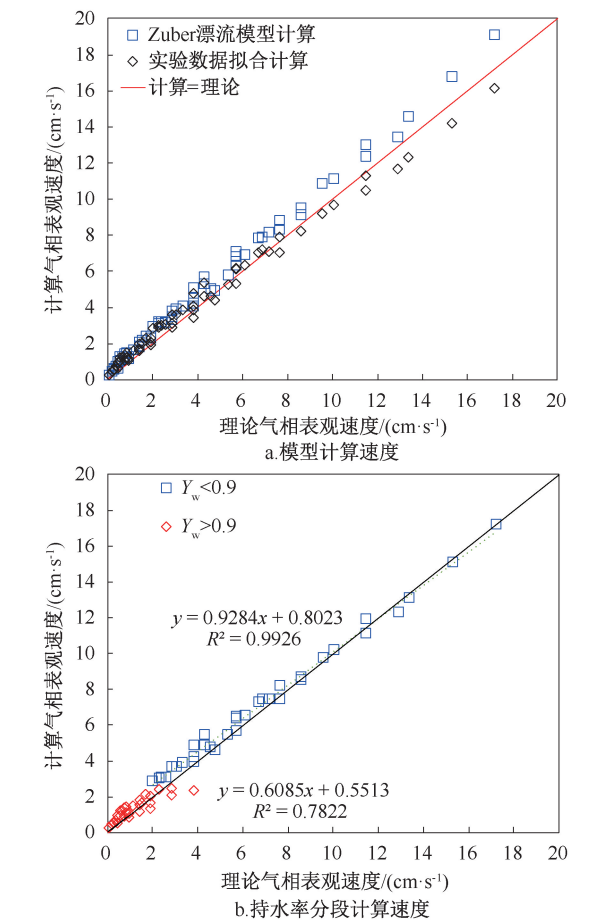 20
18
16
14
12
10
8
6
4
2
0
计算气相表观速度/(cm·s⁻¹)
Zuber漂流模型计算
实验数据拟合计算
计算=理论
0 2 4 6 8 10 12 14 16 18 20
理论气相表观速度/(cm·s⁻¹)
a.模型计算速度
20
18
16
14
12
10
8
6
4
2
0
计算气相表观速度/(cm·s⁻¹)
Yw<0.9
Yw>0.9
y = 0.9284x + 0.8023
R² = 0.9926
y = 0.6085x + 0.5513
R² = 0.7822
0 2 4 6 8 10 12 14 16 18 20
理论气相表观速度/(cm·s⁻¹)
b.持水率分段计算速度